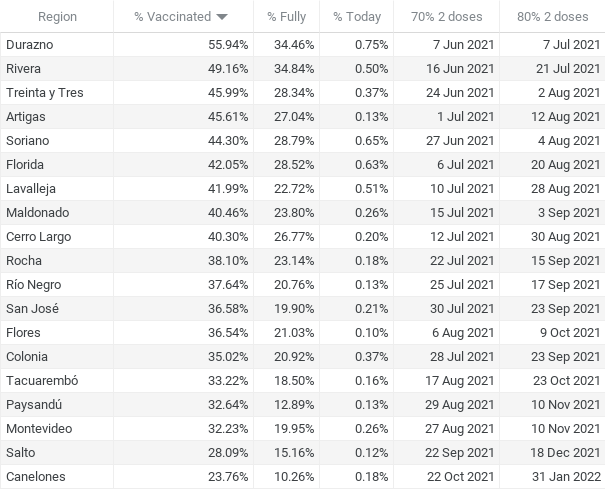 Region % Vaccinated % Fully % Today 70% 2 doses 80% 2 doses
Durazno 55.94% 34.46% 0.75% 7 Jun 2021 7 Jul 2021
Rivera 49.16% 34.84% 0.50% 16 Jun 2021 21 Jul 2021
Treinta y Tres 45.99% 28.34% 0.37% 24 Jun 2021 2 Aug 2021
Artigas 45.61% 27.04% 0.13% 1 Jul 2021 12 Aug 2021
Soriano 44.30% 28.79% 0.65% 27 Jun 2021 4 Aug 2021
Florida 42.05% 28.52% 0.63% 6 Jul 2021 20 Aug 2021
Lavalleja 41.99% 22.72% 0.51% 10 Jul 2021 28 Aug 2021
Maldonado 40.46% 23.80% 0.26% 15 Jul 2021 3 Sep 2021
Cerro Largo 40.30% 26.77% 0.20% 12 Jul 2021 30 Aug 2021
Rocha 38.10% 23.14% 0.18% 22 Jul 2021 15 Sep 2021
Río Negro 37.64% 20.76% 0.13% 25 Jul 2021 17 Sep 2021
San José 36.58% 19.90% 0.21% 30 Jul 2021 23 Sep 2021
Flores 36.54% 21.03% 0.10% 6 Aug 2021 9 Oct 2021
Colonia 35.02% 20.92% 0.37% 28 Jul 2021 23 Sep 2021
Tacuarembó 33.22% 18.50% 0.16% 17 Aug 2021 23 Oct 2021
Paysandú 32.64% 12.89% 0.13% 29 Aug 2021 10 Nov 2021
Montevideo 32.23% 19.95% 0.26% 27 Aug 2021 10 Nov 2021
Salto 28.09% 15.16% 0.12% 22 Sep 2021 18 Dec 2021
Canelones 23.76% 10.26% 0.18% 22 Oct 2021 31 Jan 2022